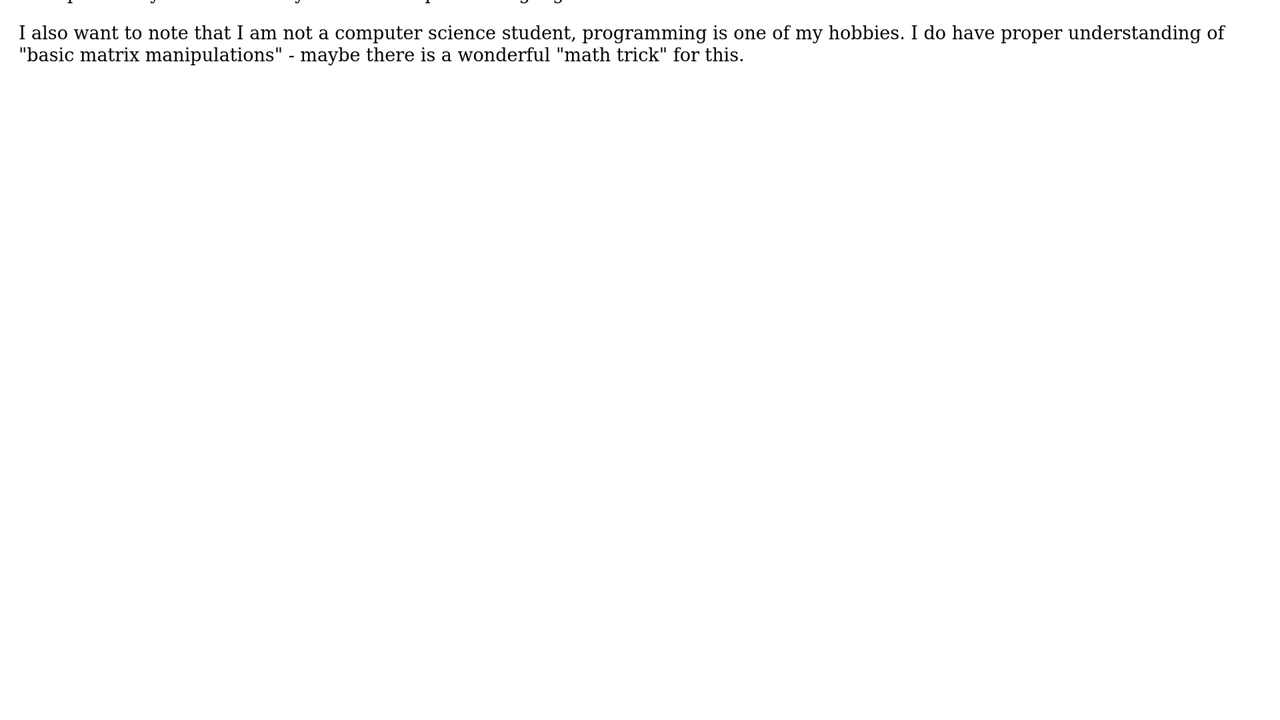 I also want to note that I am not a computer science student, programming is one of my hobbies. I do have proper understanding of
"basic matrix manipulations" - maybe there is a wonderful "math trick" for this.